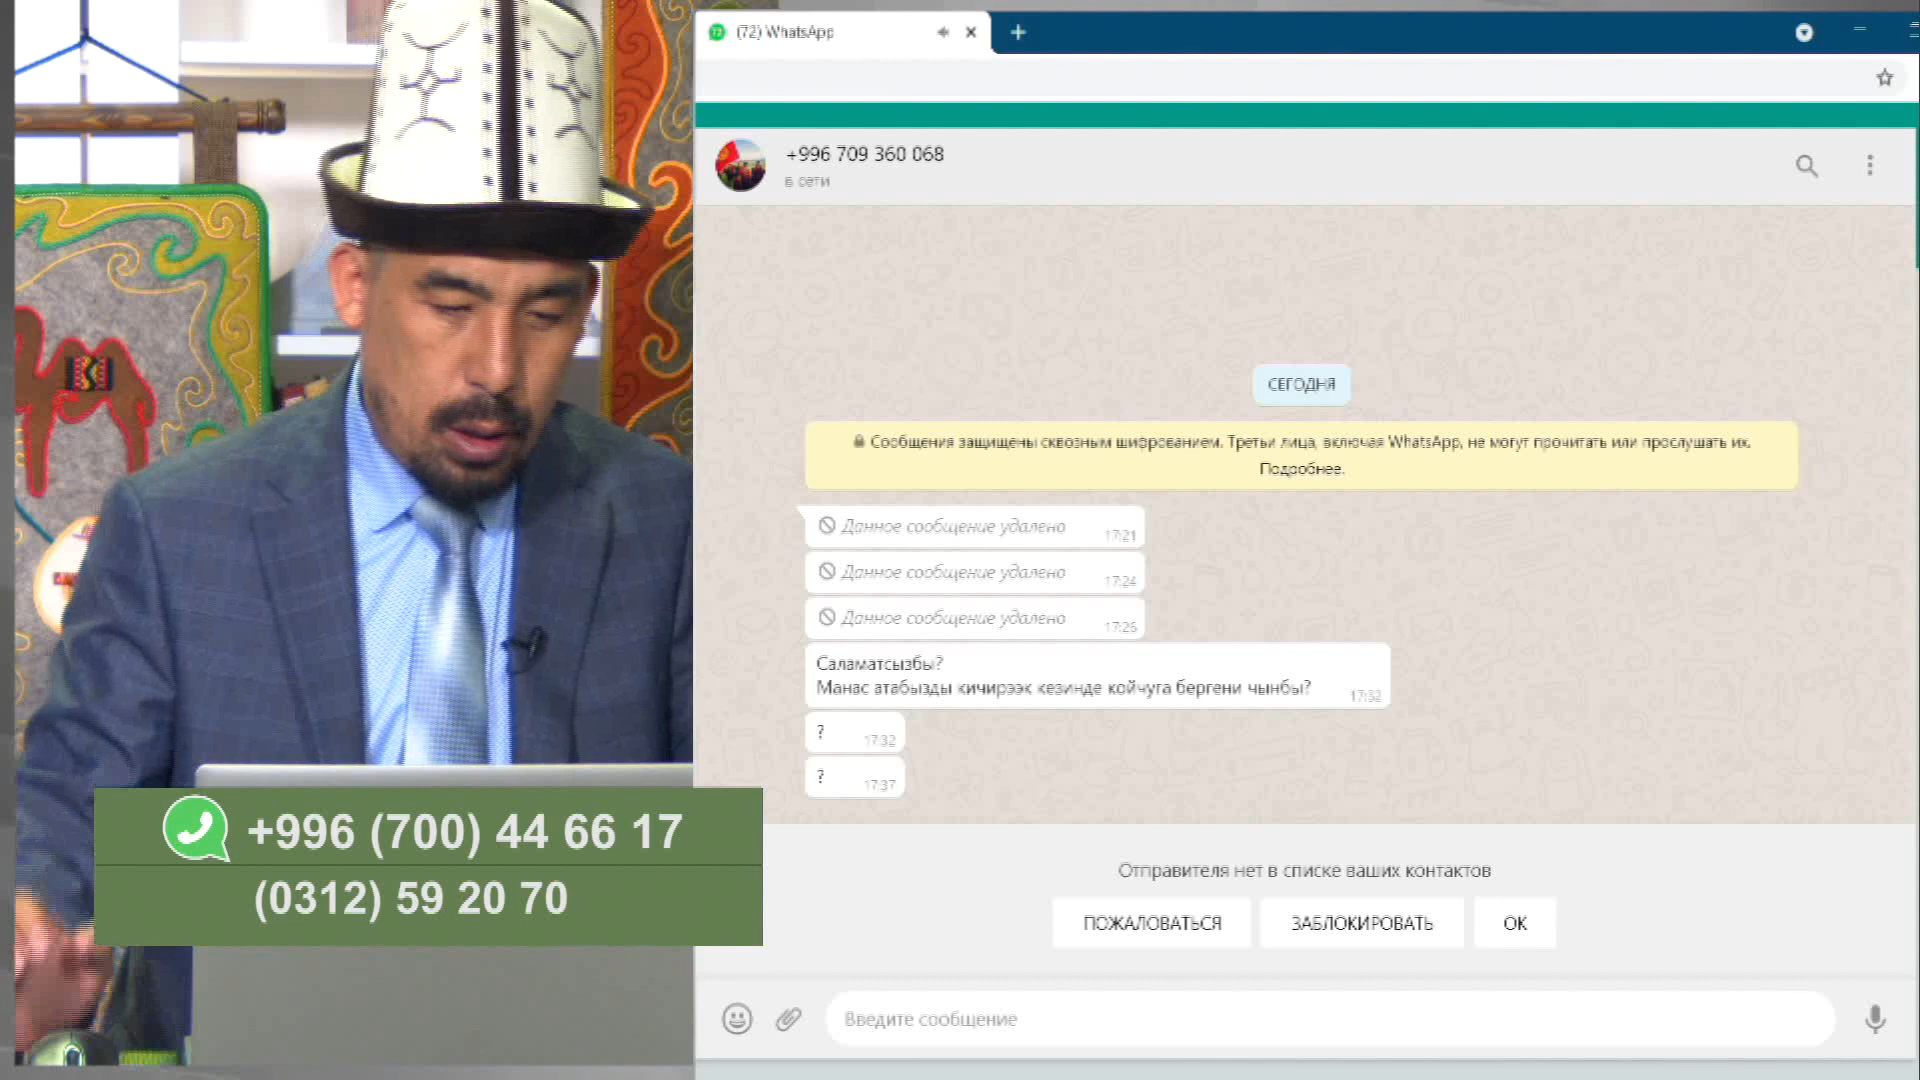 (72) WhatsApp
+996 709 360 068
в сети
СЕГОДНЯ
Сообщения защищены сквозным шифрованием. Третьи лица, включая WhatsApp, не могут прочитать или прослушать их.
Подробнее.
Данное сообщение удалено 17:21
Данное сообщение удалено 17:24
Данное сообщение удалено 17:26
Саламатсызбы?
Манас атабызды кичирээк кезинде койчуга бергени чынбы? 17:32
? 17:32
? 17:37
Отправителя нет в списке ваших контактов
ПОЖАЛОВАТЬСЯ ЗАБЛОКИРОВАТЬ ОК
Введите сообщение
+996 (700) 44 66 17
(0312) 59 20 70